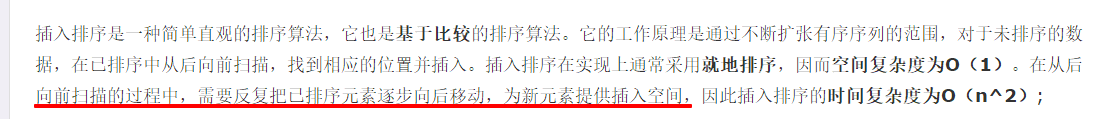 插入排序是一种简单直观的排序算法，它也是基于比较的排序算法。它的工作原理是通过不断扩张有序序列的范围，对于未排序的数
据，在已排序中从后向前扫描，找到相应的位置并插入。插入排序在实现上通常采用就地排序，因而空间复杂度为O（1）。在从后
向前扫描的过程中，需要反复把已排序元素逐步向后移动，为新元素提供插入空间，因此插入排序的时间复杂度为O（n^2）;